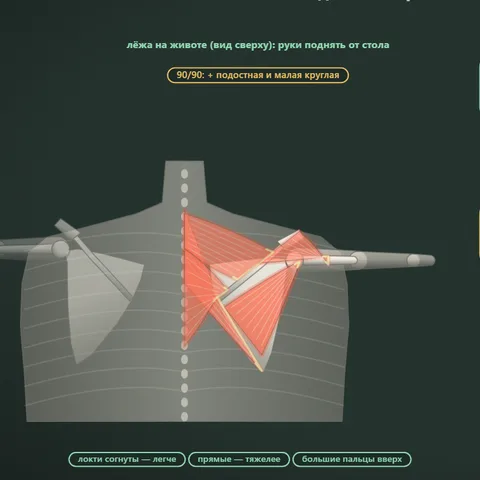 лёжа на животе (вид сверху): руки поднять от стола
90/90: + подостная и малая круглая
локти согнуты — легче
прямые — тяжелее
большие пальцы вверх